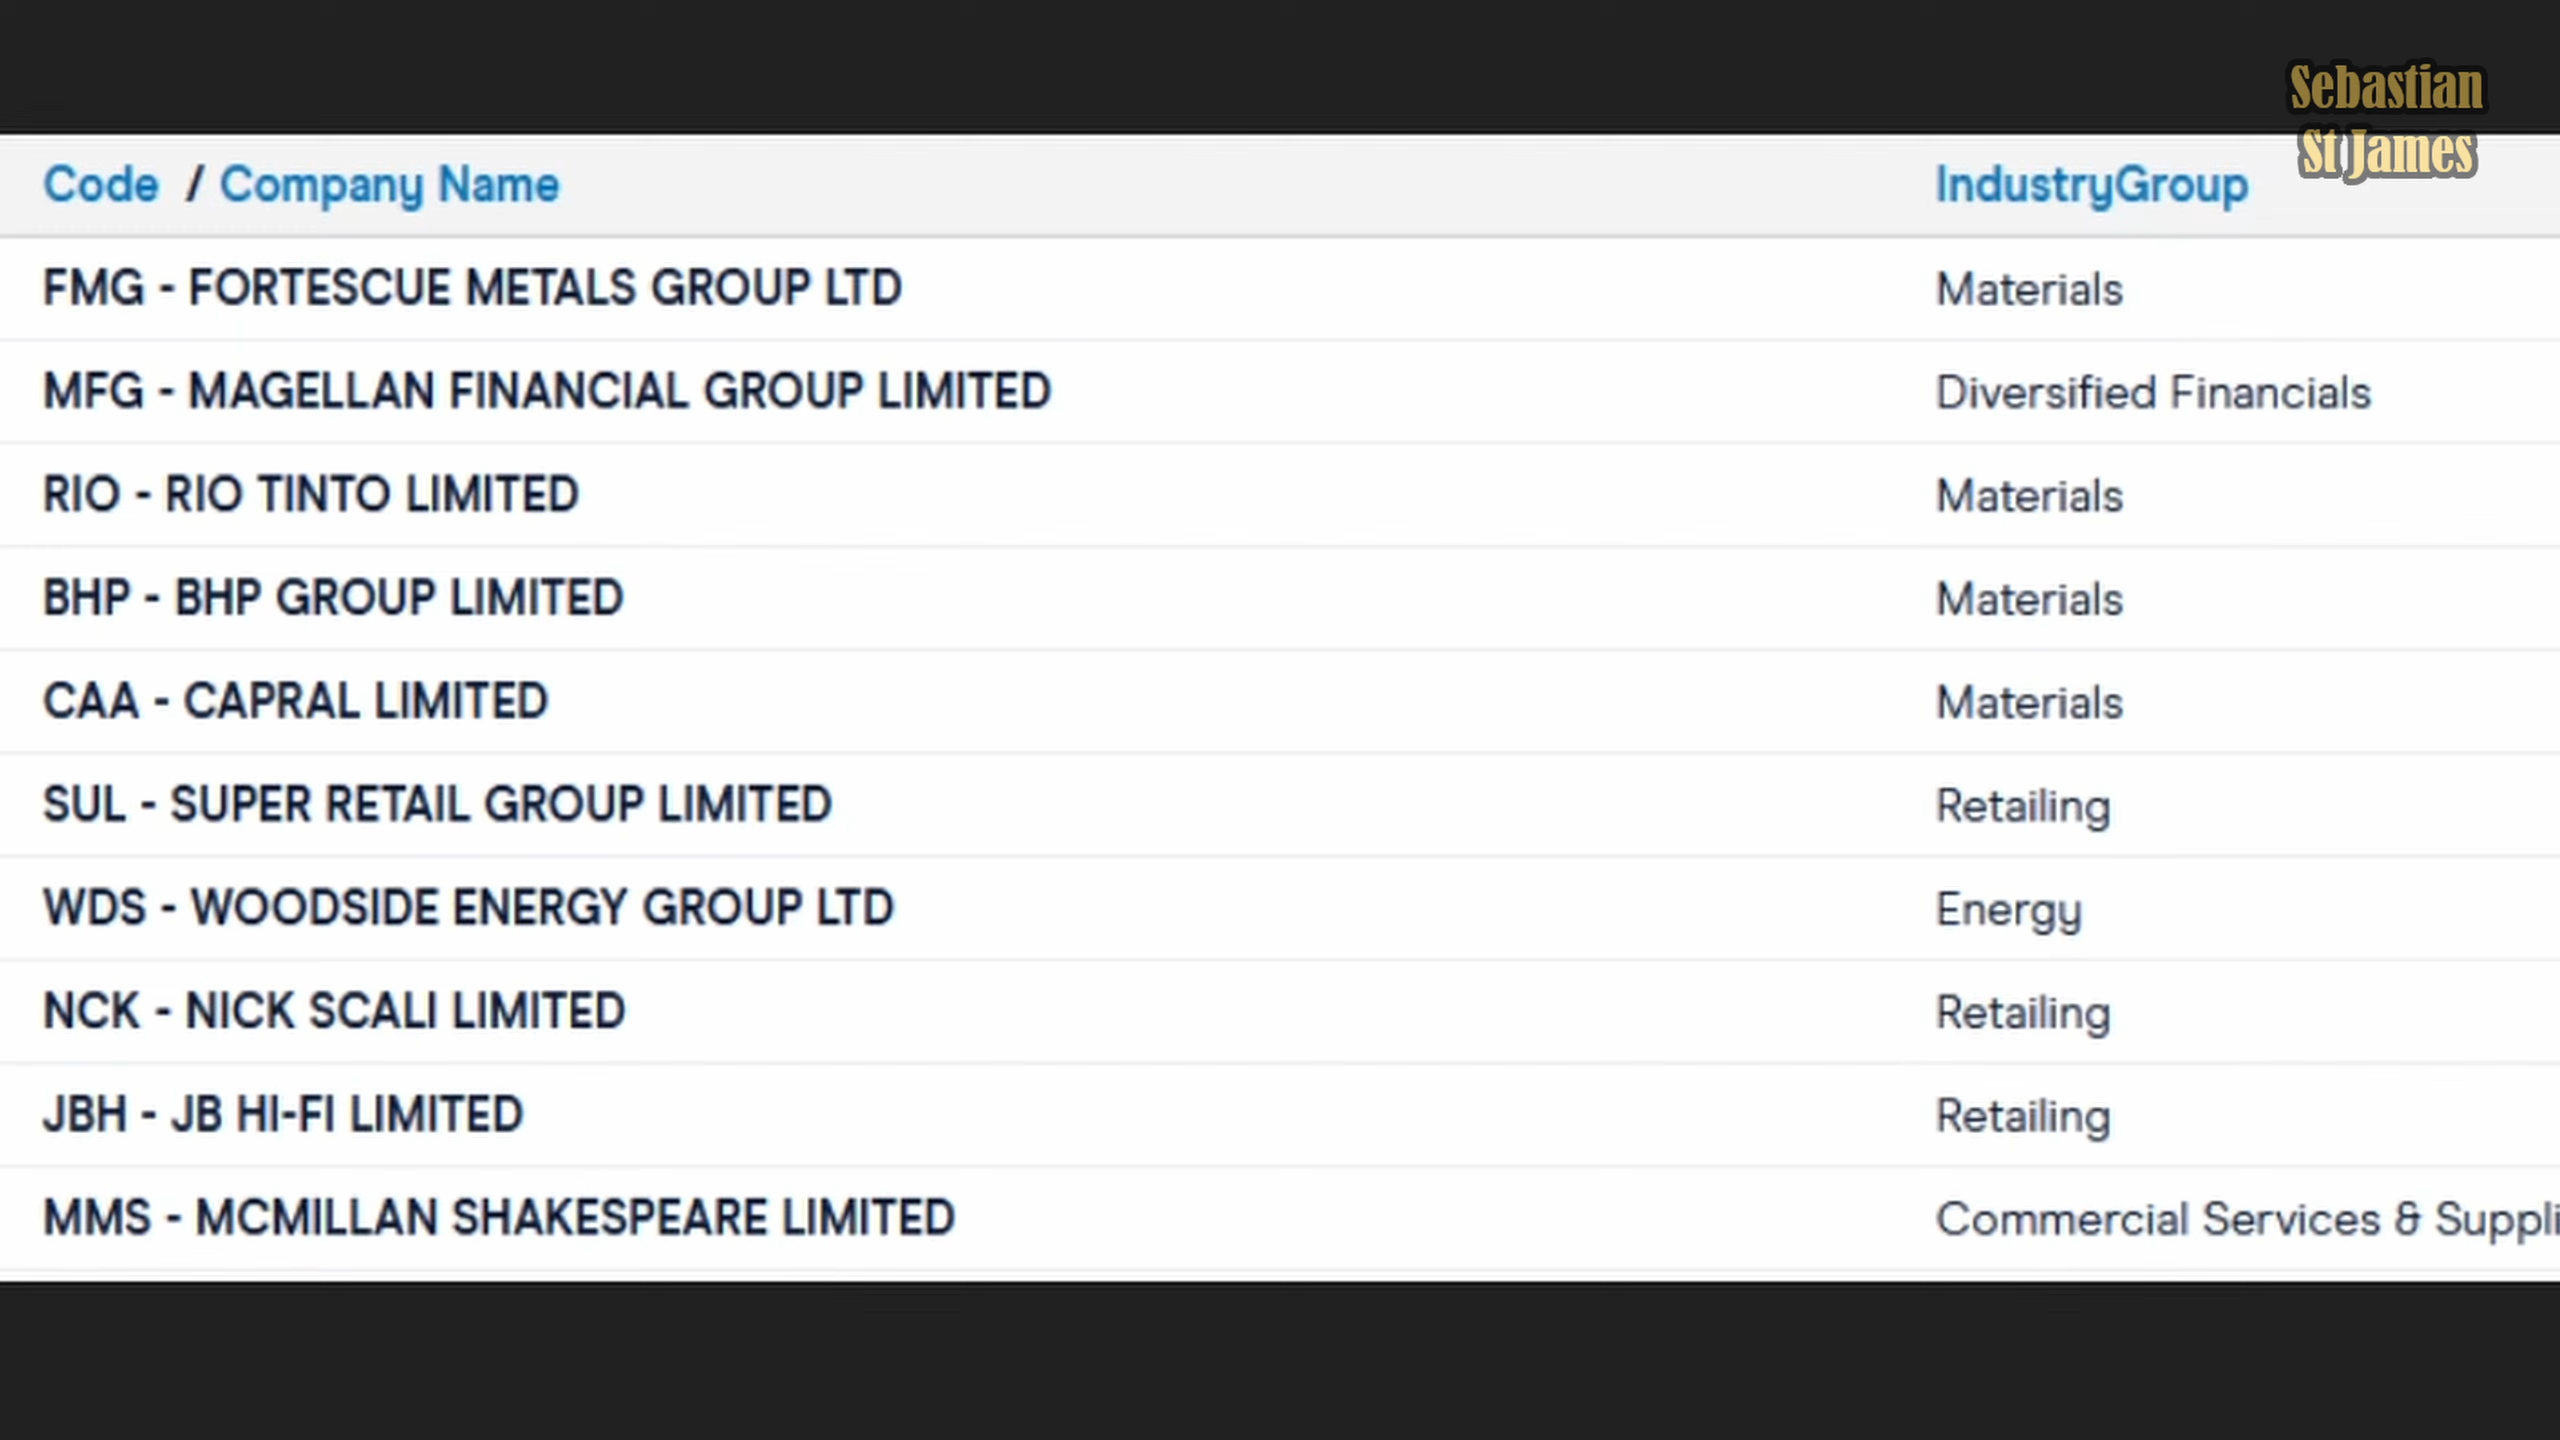 Sebastian
St James
Code / Company Name IndustryGroup
FMG - FORTESCUE METALS GROUP LTD Materials
MFG - MAGELLAN FINANCIAL GROUP LIMITED Diversified Financials
RIO - RIO TINTO LIMITED Materials
BHP - BHP GROUP LIMITED Materials
CAA - CAPRAL LIMITED Materials
SUL - SUPER RETAIL GROUP LIMITED Retailing
WDS - WOODSIDE ENERGY GROUP LTD Energy
NCK - NICK SCALI LIMITED Retailing
JBH - JB HI-FI LIMITED Retailing
MMS - MCMILLAN SHAKESPEARE LIMITED Commercial Services & Suppli